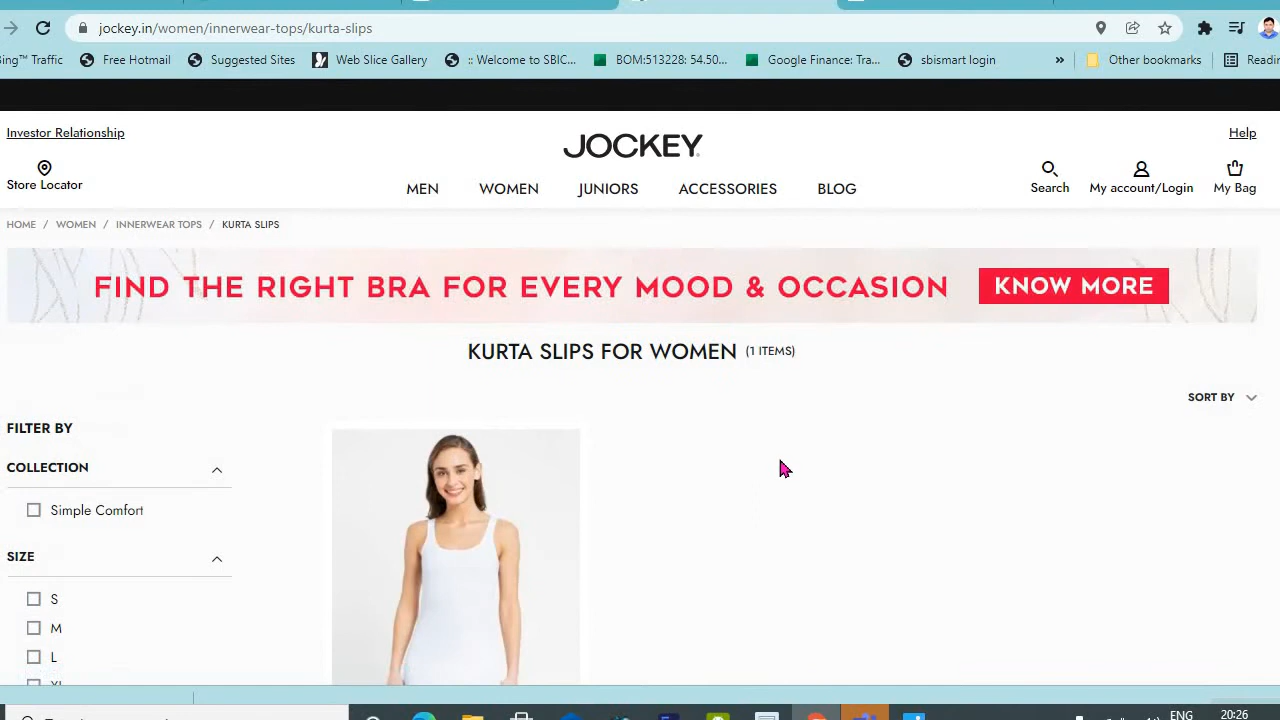 jockey.in/women/innerwear-tops/kurta-slips
Bing™ Traffic Free Hotmail Suggested Sites Web Slice Gallery :: Welcome to SBIC... BOM:513228: 54.50... Google Finance: Tra... sbismart login » Other bookmarks
Investor Relationship
JOCKEY
Help
Store Locator
MEN WOMEN JUNIORS ACCESSORIES BLOG
Search My account/Login My Bag
HOME / WOMEN / INNERWEAR TOPS / KURTA SLIPS
FIND THE RIGHT BRA FOR EVERY MOOD & OCCASION KNOW MORE
KURTA SLIPS FOR WOMEN (1 ITEMS)
SORT BY
FILTER BY
COLLECTION
Simple Comfort
SIZE
S
M
L
XL
ENG
20:26